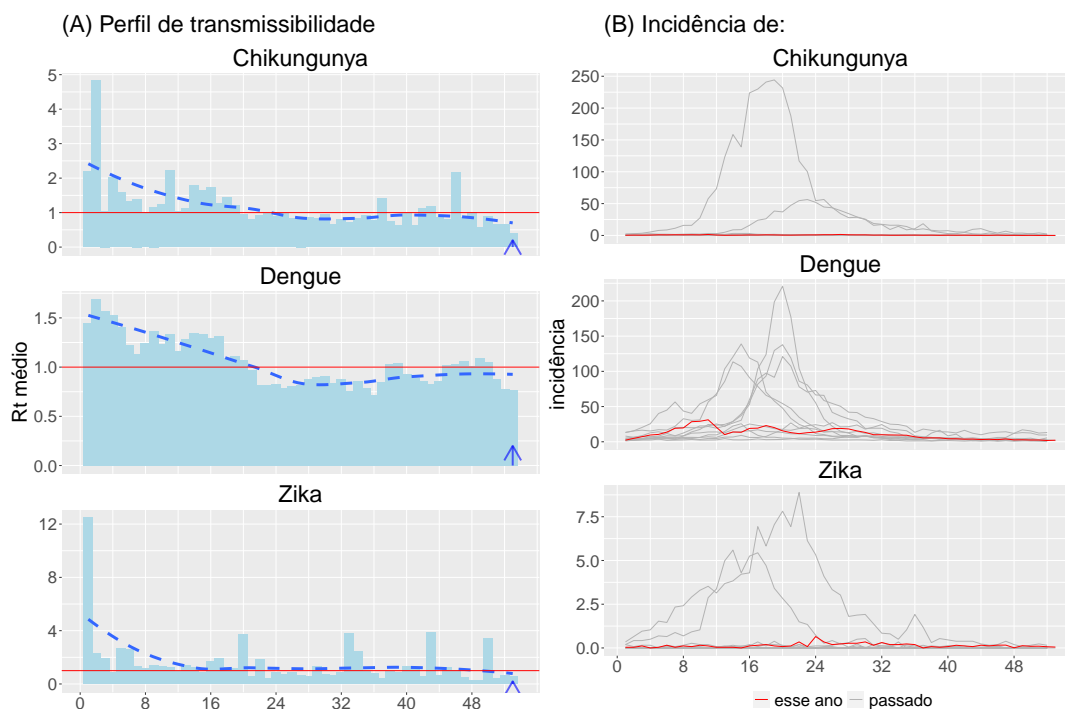 (A) Perfil de transmissibilidade
Chikungunya
5
4
3
2
1
0
Dengue
Rt médio
1.5
1.0
0.5
0.0
Zika
12
8
4
0
0 8 16 24 32 40 48
(B) Incidência de:
Chikungunya
250
200
150
100
50
0
Dengue
incidência
200
150
100
50
0
Zika
7.5
5.0
2.5
0.0
0 8 16 24 32 40 48
esse ano passado